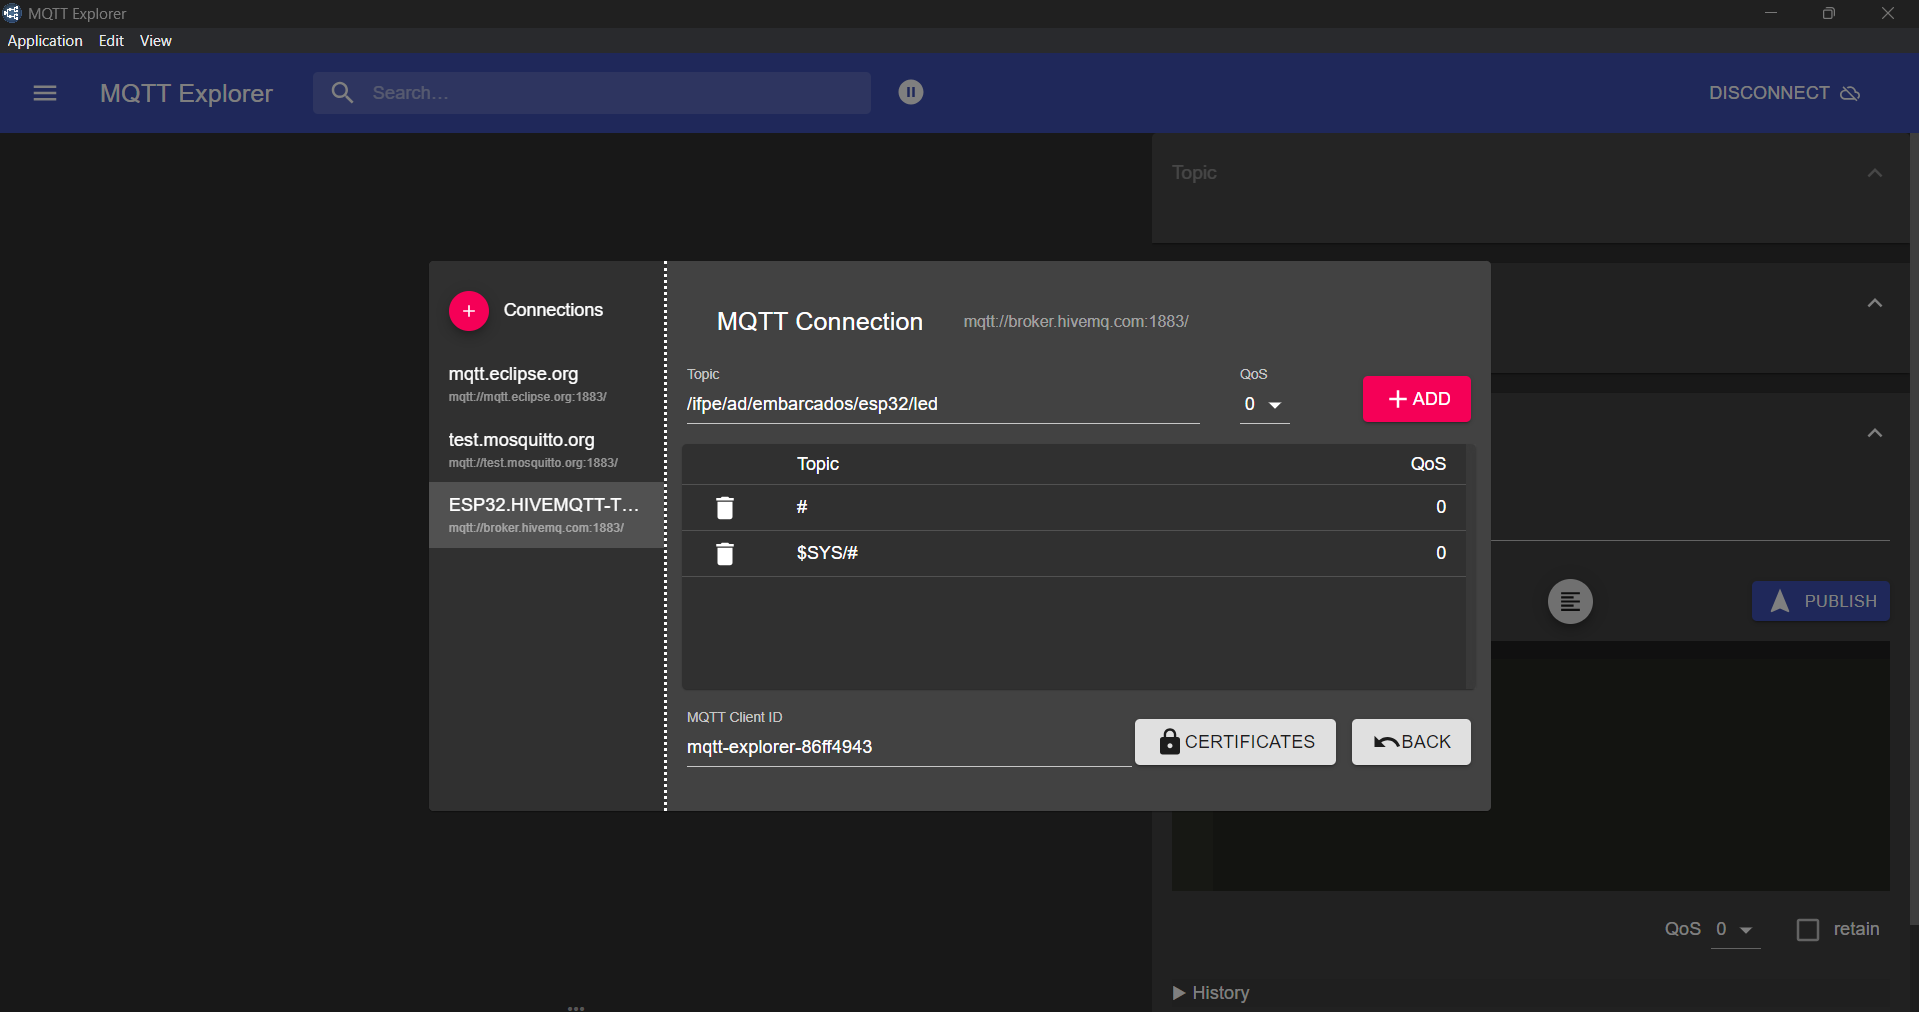 MQTT Explorer
Application Edit View
MQTT Explorer Search... DISCONNECT
Topic
Connections
mqtt.eclipse.org
mqtt://mqtt.eclipse.org:1883/
test.mosquitto.org
mqtt://test.mosquitto.org:1883/
ESP32.HIVEMQTT-T...
mqtt://broker.hivemq.com:1883/
MQTT Connection mqtt://broker.hivemq.com:1883/
Topic QoS
/ifpe/ad/embarcados/esp32/led 0 + ADD
Topic QoS
# 0
$SYS/# 0
MQTT Client ID
mqtt-explorer-86ff4943
CERTIFICATES BACK
PUBLISH
QoS 0 retain
History